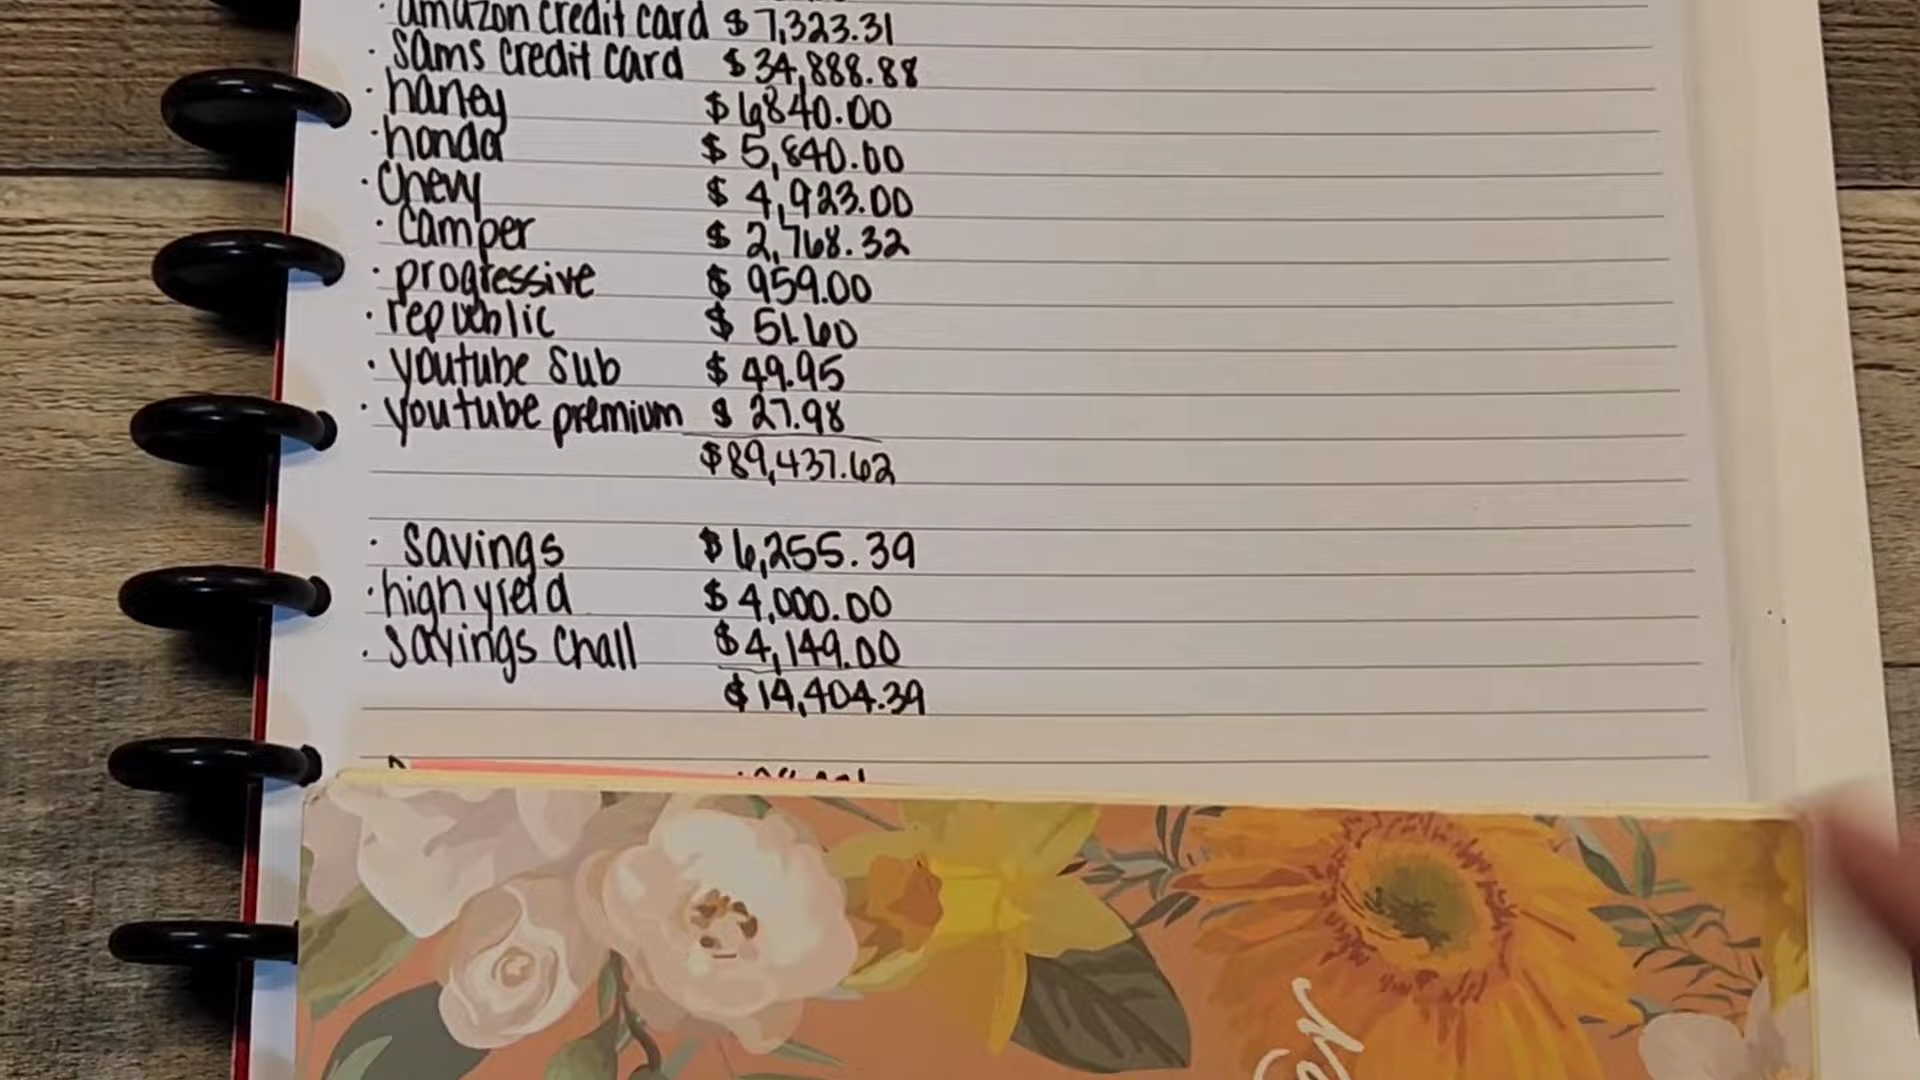 · amazon credit card $ 7,323.31
· sams credit card $ 34,888.88
· haney $ 6840.00
· honda $ 5,840.00
· Chevy $ 4,923.00
· camper $ 2,768.32
· progressive $ 959.00
· republic $ 51.60
· youtube sub $ 49.95
· youtube premium $ 27.98
$89,437.62
· savings $ 6,255.39
· high yield $ 4,000.00
· savings chall $ 4,149.00
$ 14,404.39